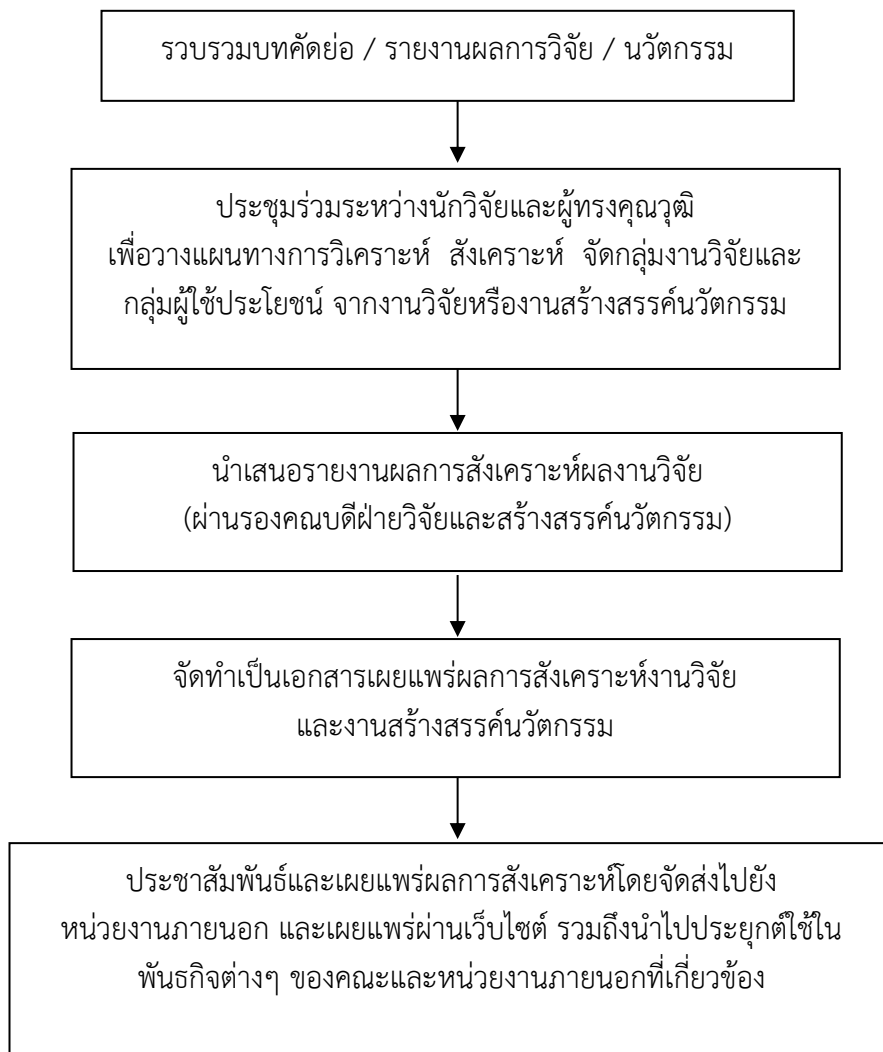 รวบรวมบทคัดย่อ / รายงานผลการวิจัย / นวัตกรรม
ประชุมร่วมระหว่างนักวิจัยและผู้ทรงคุณวุฒิ
เพื่อวางแผนทางการวิเคราะห์ สังเคราะห์ จัดกลุ่มงานวิจัยและ
กลุ่มผู้ใช้ประโยชน์ จากงานวิจัยหรืองานสร้างสรรค์นวัตกรรม
นำเสนอรายงานผลการสังเคราะห์ผลงานวิจัย
(ผ่านรองคณบดีฝ่ายวิจัยและสร้างสรรค์นวัตกรรม)
จัดทำเป็นเอกสารเผยแพร่ผลการสังเคราะห์งานวิจัย
และงานสร้างสรรค์นวัตกรรม
ประชาสัมพันธ์และเผยแพร่ผลการสังเคราะห์โดยจัดส่งไปยัง
หน่วยงานภายนอก และเผยแพร่ผ่านเว็บไซต์ รวมถึงนำไปประยุกต์ใช้ใน
พันธกิจต่างๆ ของคณะและหน่วยงานภายนอกที่เกี่ยวข้อง